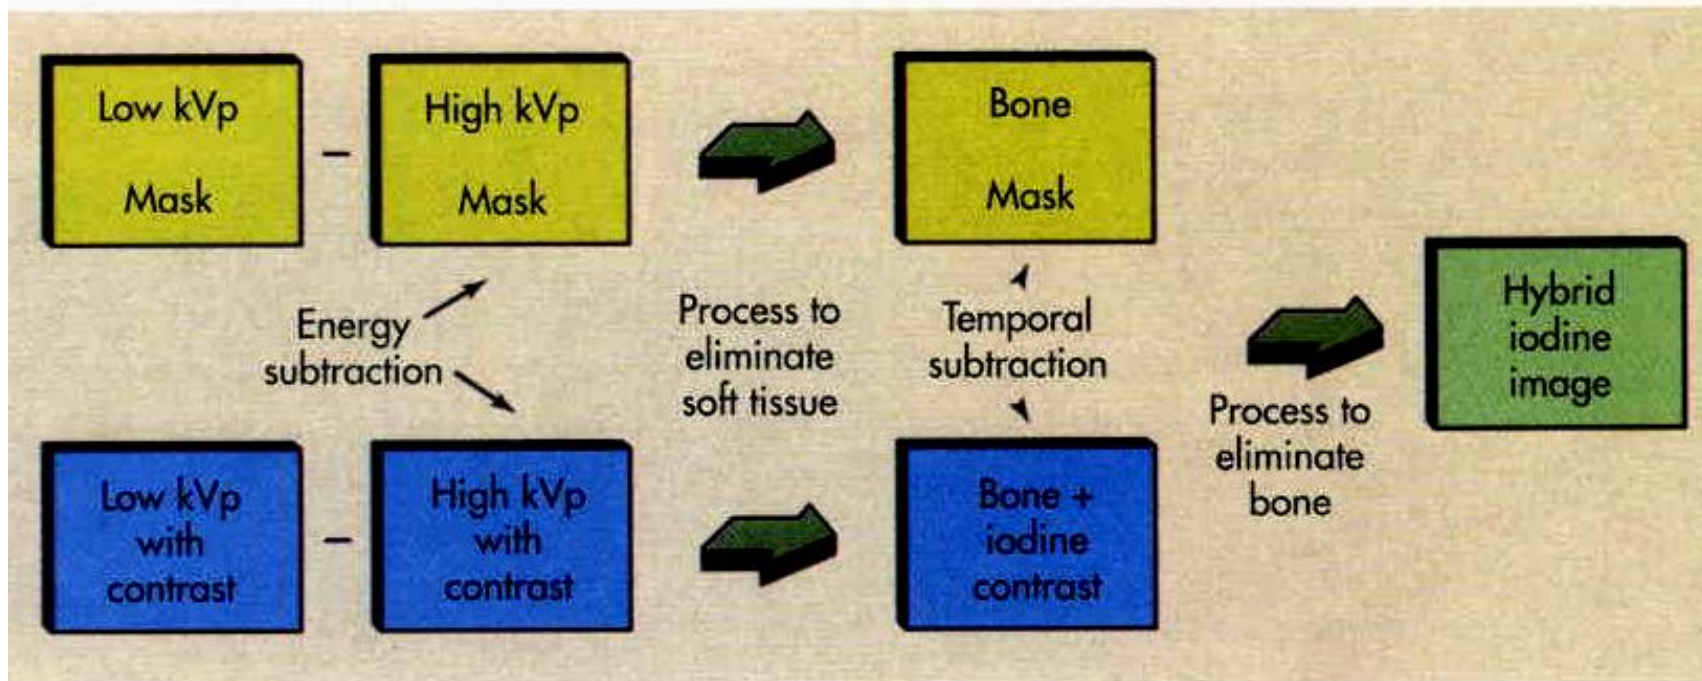 Low kVp
Mask
–
High kVp
Mask
Bone
Mask
Energy
subtraction
Process to
eliminate
soft tissue
Temporal
subtraction
Process to
eliminate
bone
Hybrid
iodine
image
Low kVp
with
contrast
–
High kVp
with
contrast
Bone +
iodine
contrast